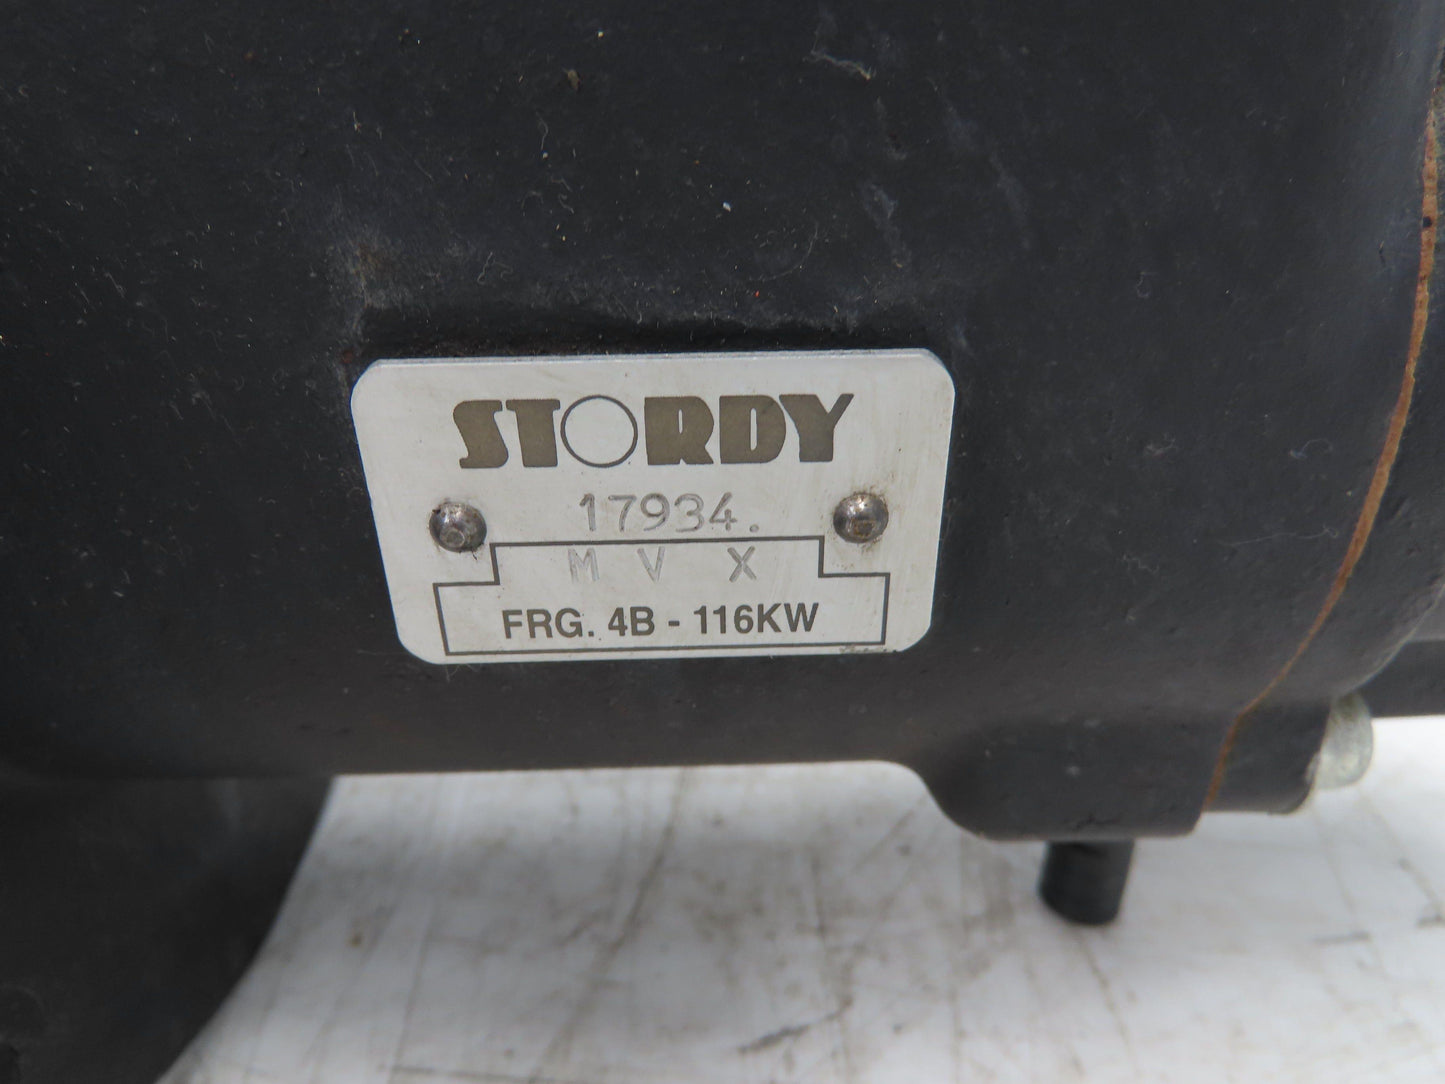 STORDY
17934.
M V X
FRG. 4B - 116KW